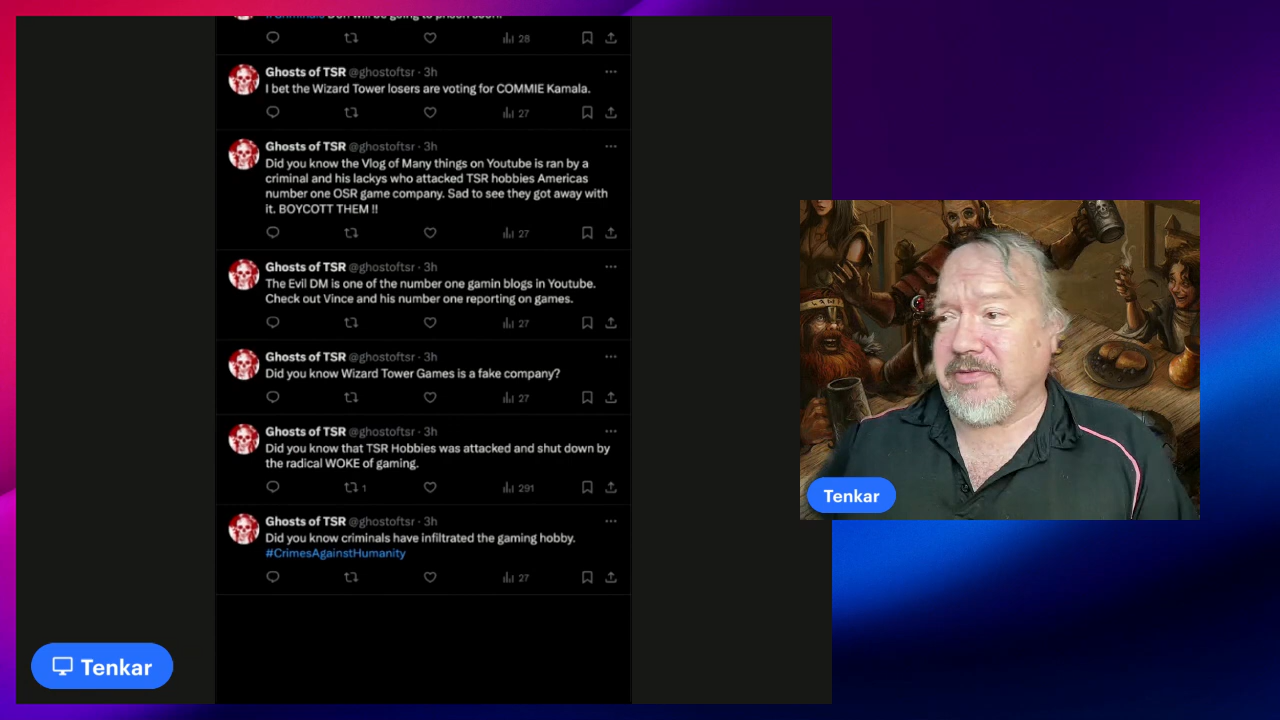 28
Ghosts of TSR @ghostoftsr · 3h
I bet the Wizard Tower losers are voting for COMMIE Kamala.
27
Ghosts of TSR @ghostoftsr · 3h
Did you know the Vlog of Many things on Youtube is ran by a
criminal and his lackys who attacked TSR hobbies Americas
number one OSR game company. Sad to see they got away with
it. BOYCOTT THEM !!
27
Ghosts of TSR @ghostoftsr · 3h
The Evil DM is one of the number one gamin blogs in Youtube.
Check out Vince and his number one reporting on games.
27
Ghosts of TSR @ghostoftsr · 3h
Did you know Wizard Tower Games is a fake company?
27
Ghosts of TSR @ghostoftsr · 3h
Did you know that TSR Hobbies was attacked and shut down by
the radical WOKE of gaming.
1 291
Ghosts of TSR @ghostoftsr · 3h
Did you know criminals have infiltrated the gaming hobby.
#CrimesAgainstHumanity
27
Tenkar
Tenkar